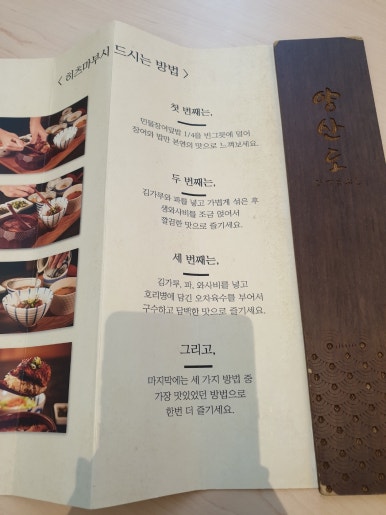 < 히츠마부시 드시는 방법 >
첫 번째는,
민물장어덮밥 1/4를 빈그릇에 덜어
장어와 밥만 본연의 맛으로 느껴보세요.
두 번째는,
김가루와 파를 넣고 가볍게 섞은 후
생와사비를 조금 얹어서
깔끔한 맛으로 즐기세요.
세 번째는,
김가루, 파, 와사비를 넣고
호리병에 담긴 오차육수를 부어서
구수하고 담백한 맛으로 즐기세요.
그리고,
마지막에는 세 가지 방법 중
가장 맛있었던 방법으로
한번 더 즐기세요.
양산도